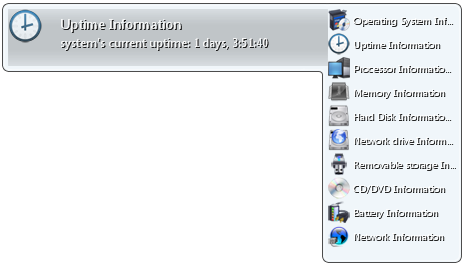 Uptime Information
system's current uptime: 1 days, 3:51:40
Operating System Inf...
Uptime Information
Processor Informatio...
Memory Information
Hard Disk Informatio...
Network drive Inform...
Removable storage In...
CD/DVD Information
Battery Information
Network Information